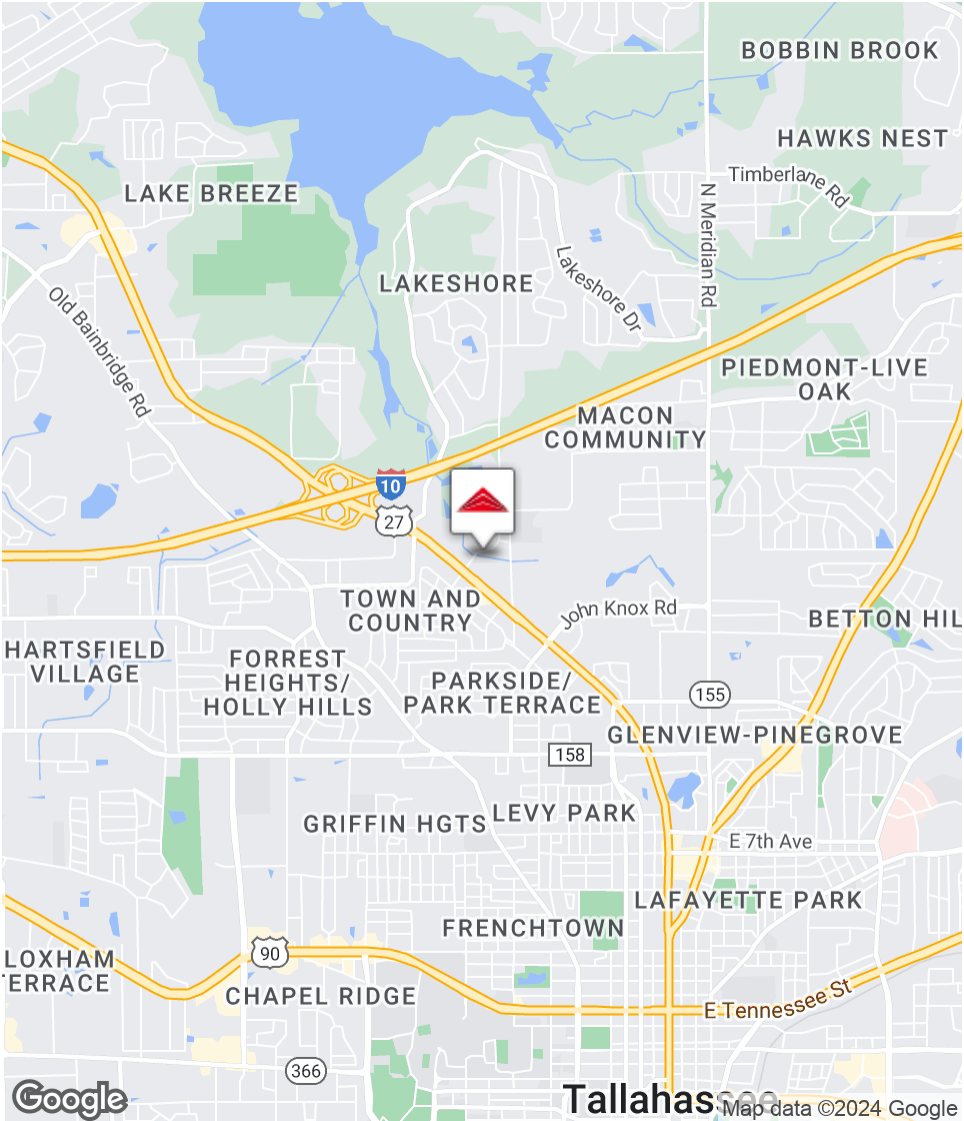 BOBBIN BROOK
HAWKS NEST
Timberlane Rd
LAKE BREEZE
N Meridian Rd
LAKESHORE
Lakeshore Dr
Old Bainbridge Rd
PIEDMONT-LIVE
OAK
MACON
COMMUNITY
10
27
TOWN AND
COUNTRY
John Knox Rd
BETTON HIL
HARTSFIELD
VILLAGE
FORREST
HEIGHTS/
HOLLY HILLS
PARKSIDE/
PARK TERRACE
155
GLENVIEW-PINEGROVE
158
GRIFFIN HGTS
LEVY PARK
E 7th Ave
LAFAYETTE PARK
FRENCHTOWN
90
LOXHAM
TERRACE
CHAPEL RIDGE
E Tennessee St
366
Google
Tallahassee
Map data ©2024 Google